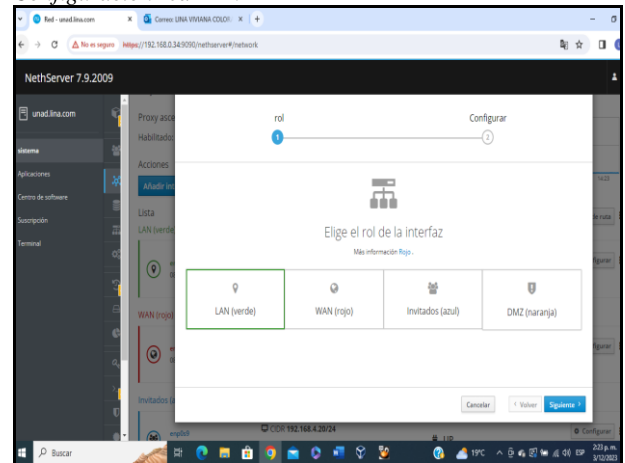 Red - unad.lina.com
Correo: LINA VIVIANA COLOR
No es seguro
https://192.168.0.34:9090/nethserver#/network
NethServer 7.9.2009
unad.lina.com
sistema
Aplicaciones
Centro de software
Suscripción
Terminal
Proxy asce
Habilitado:
Acciones
Añadir int
Lista
LAN (verde
WAN (rojo)
Invitados (a
rol
Configurar
1
2
Elige el rol de la interfaz
Más información Rojo .
LAN (verde)
WAN (rojo)
Invitados (azul)
DMZ (naranja)
Cancelar
Volver
Siguiente
de ruta
figurar
figurar
enp0s9
CIDR 192.168.4.20/24
UP
Configurar
Buscar
19°C
ESP
2:23 p. m.
3/12/2023